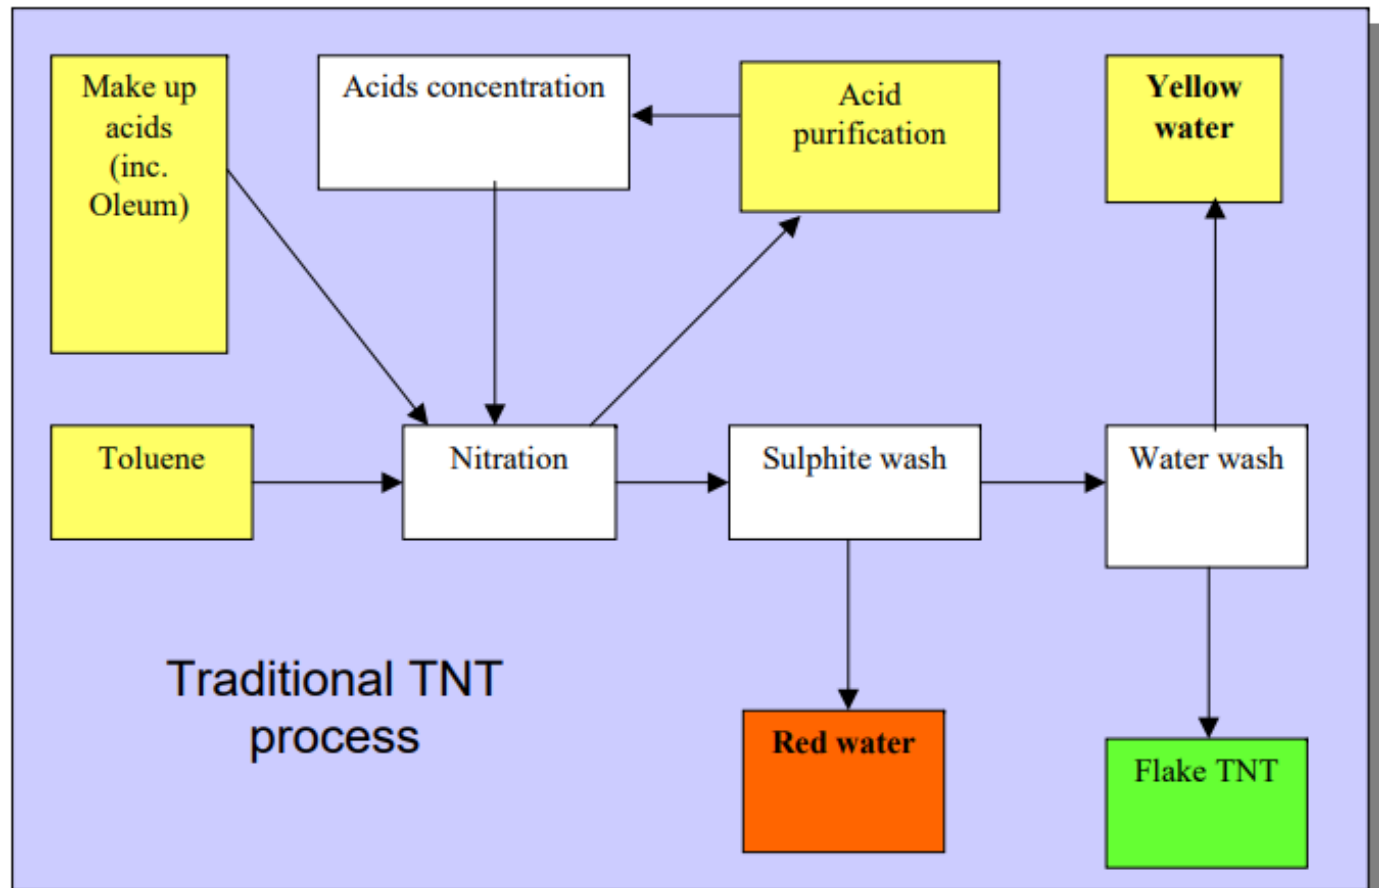 Make up
acids
(inc.
Oleum)
Acids concentration
Acid
purification
Yellow
water
Toluene
Nitration
Sulphite wash
Water wash
Traditional TNT
process
Red water
Flake TNT